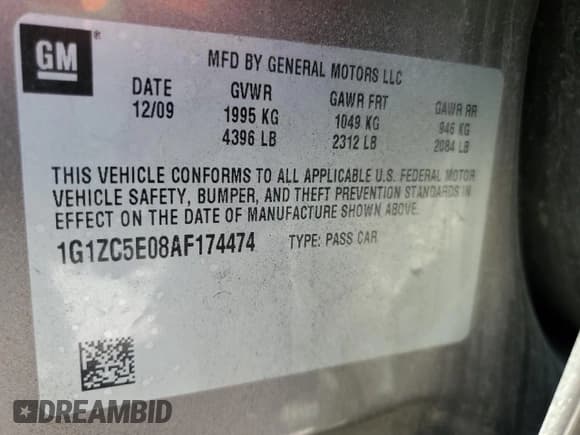 GM
MFD BY GENERAL MOTORS LLC
DATE GVWR GAWR FRT GAWR RR
12/09 1995 KG 1049 KG 946 KG
4396 LB 2312 LB 2084 LB
THIS VEHICLE CONFORMS TO ALL APPLICABLE U.S. FEDERAL MOTOR
VEHICLE SAFETY, BUMPER, AND THEFT PREVENTION STANDARDS IN
EFFECT ON THE DATE OF MANUFACTURE SHOWN ABOVE.
1G1ZC5E08AF174474 TYPE: PASS CAR
DREAMBID